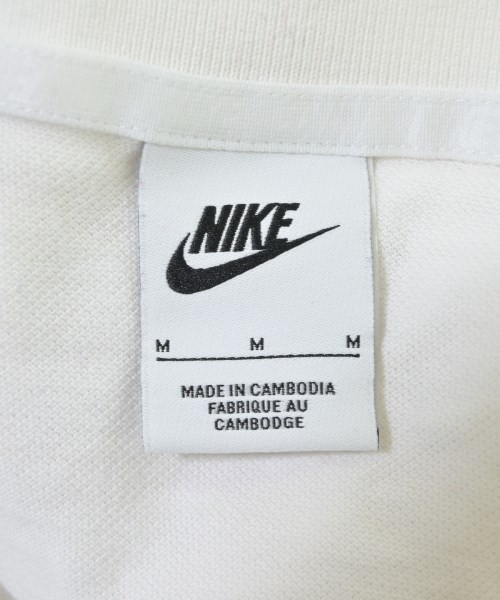 NIKE
M M M
MADE IN CAMBODIA
FABRIQUE AU
CAMBODGE